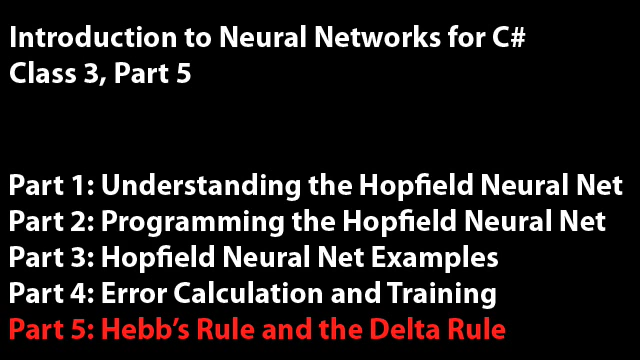 Introduction to Neural Networks for C#
Class 3, Part 5
Part 1: Understanding the Hopfield Neural Net
Part 2: Programming the Hopfield Neural Net
Part 3: Hopfield Neural Net Examples
Part 4: Error Calculation and Training
Part 5: Hebb’s Rule and the Delta Rule